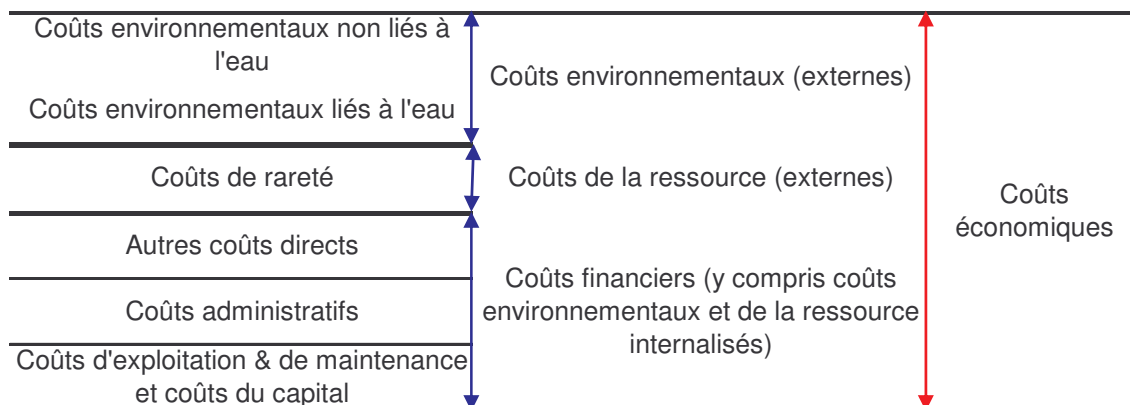 Coûts environnementaux non liés à
l'eau
Coûts environnementaux liés à l'eau
Coûts environnementaux (externes)
Coûts de rareté
Coûts de la ressource (externes)
Autres coûts directs
Coûts administratifs
Coûts d'exploitation & de maintenance
et coûts du capital
Coûts financiers (y compris coûts
environnementaux et de la ressource
internalisés)
Coûts
économiques